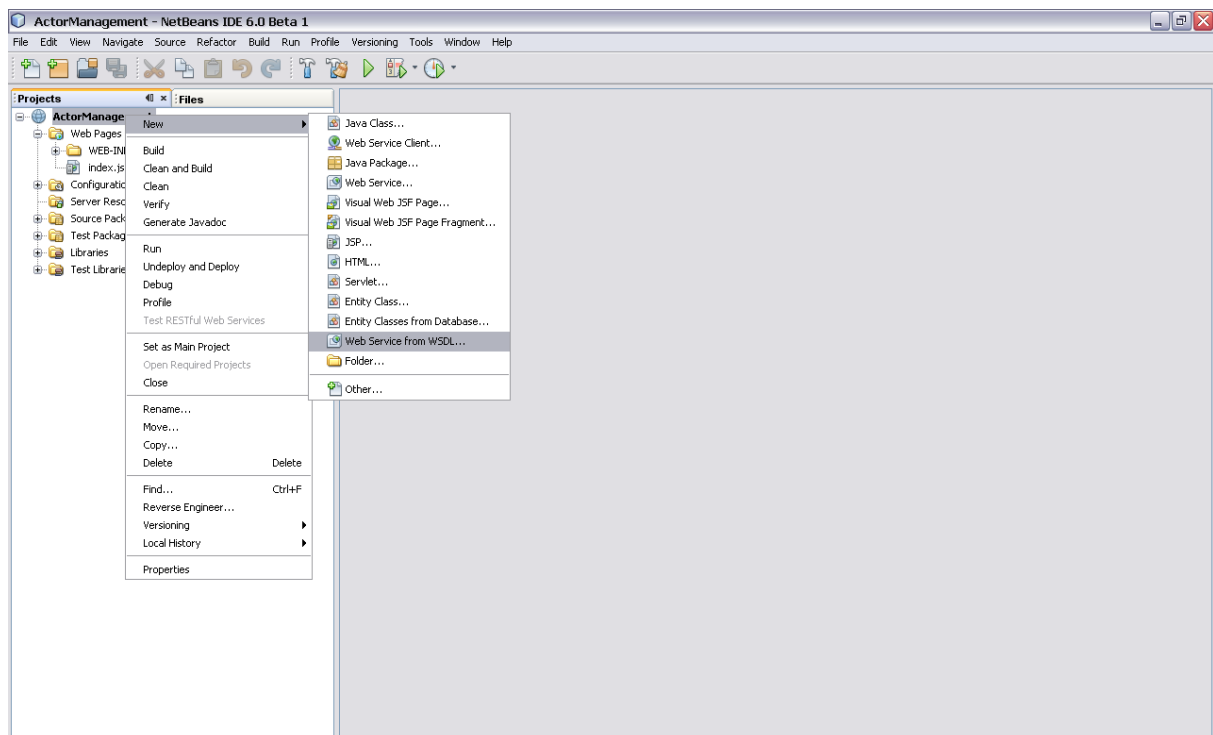 ActorManagement - NetBeans IDE 6.0 Beta 1
File Edit View Navigate Source Refactor Build Run Profile Versioning Tools Window Help
Projects Files
ActorManage
Web Pages
WEB-IN
index.js
Configuratic
Server Resc
Source Pack
Test Packag
Libraries
Test Librarie
New
Build
Clean and Build
Clean
Verify
Generate Javadoc
Run
Undeploy and Deploy
Debug
Profile
Test RESTful Web Services
Set as Main Project
Open Required Projects
Close
Rename...
Move...
Copy...
Delete Delete
Find... Ctrl+F
Reverse Engineer...
Versioning
Local History
Properties
Java Class...
Web Service Client...
Java Package...
Web Service...
Visual Web JSF Page...
Visual Web JSF Page Fragment...
JSP...
HTML...
Servlet...
Entity Class...
Entity Classes from Database...
Web Service from WSDL...
Folder...
Other...